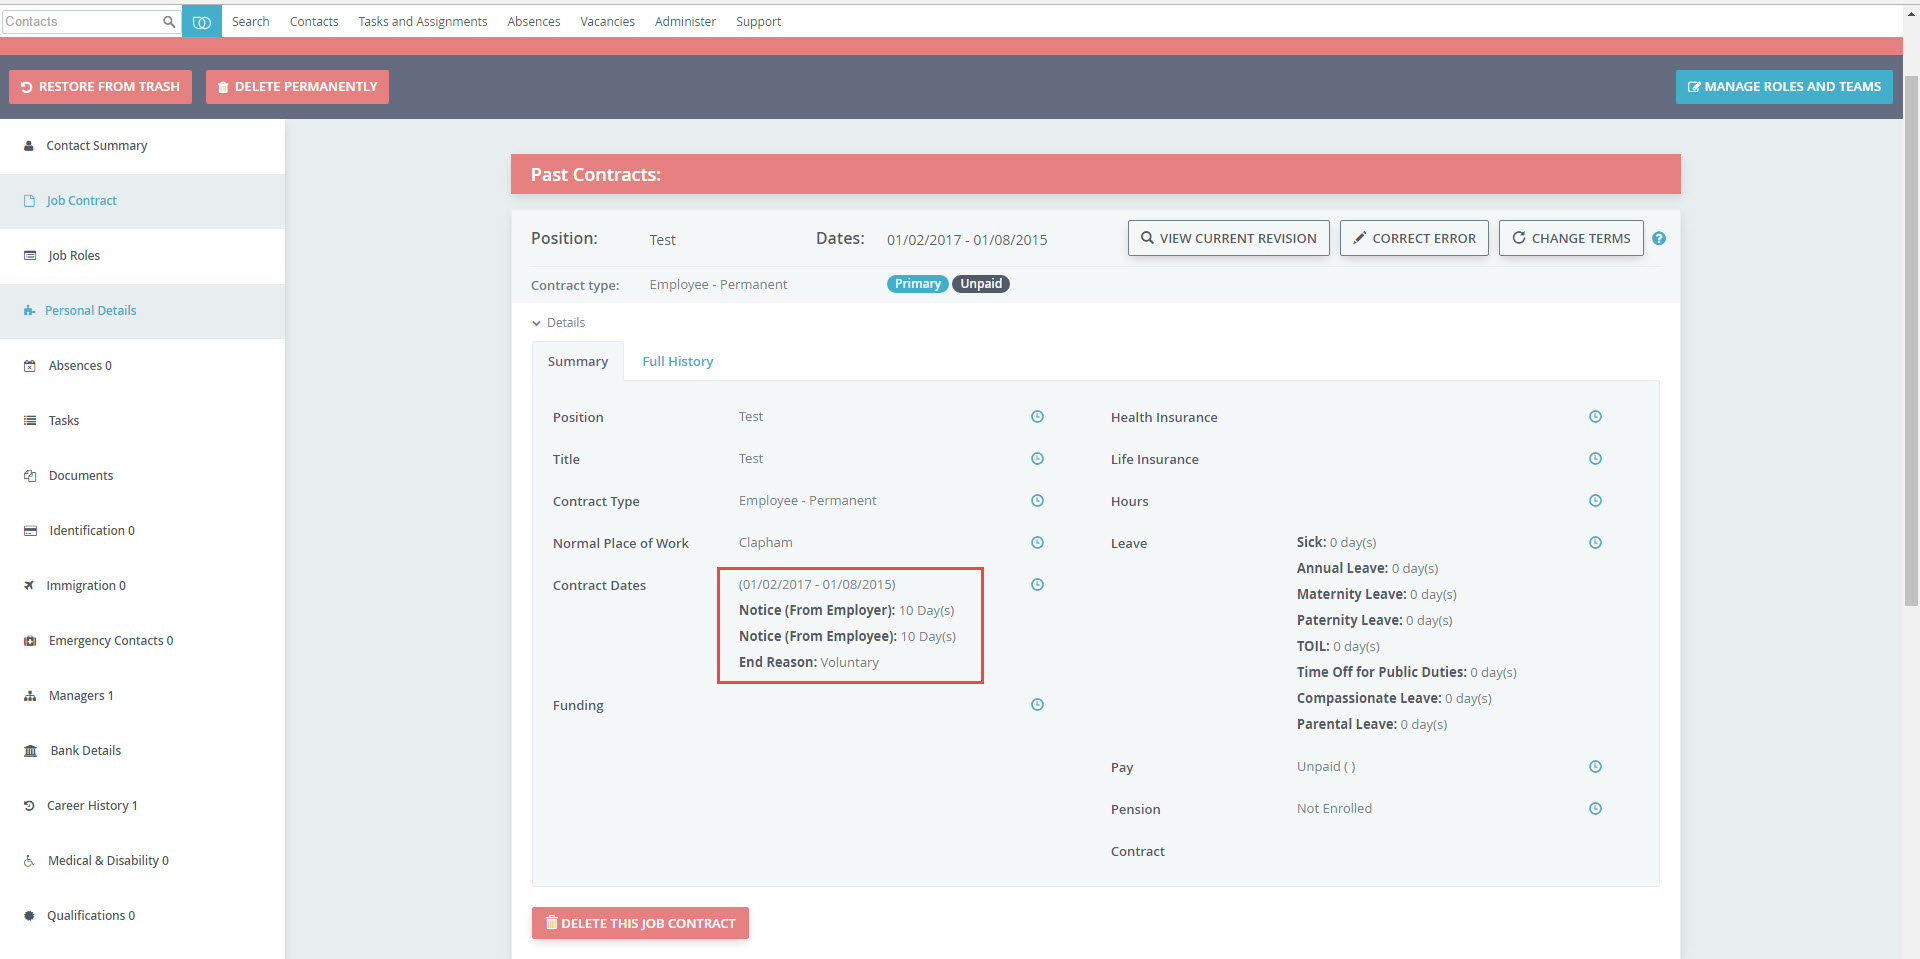 Contacts
Search Contacts Tasks and Assignments Absences Vacancies Administer Support
RESTORE FROM TRASH DELETE PERMANENTLY MANAGE ROLES AND TEAMS
Contact Summary
Job Contract
Job Roles
Personal Details
Absences 0
Tasks
Documents
Identification 0
Immigration 0
Emergency Contacts 0
Managers 1
Bank Details
Career History 1
Medical & Disability 0
Qualifications 0
Past Contracts:
Position: Test Dates: 01/02/2017 - 01/08/2015 VIEW CURRENT REVISION CORRECT ERROR CHANGE TERMS ?
Contract type: Employee - Permanent Primary Unpaid
Details
Summary Full History
Position Test
Title Test
Contract Type Employee - Permanent
Normal Place of Work Clapham
Contract Dates (01/02/2017 - 01/08/2015)
Notice (From Employer): 10 Day(s)
Notice (From Employee): 10 Day(s)
End Reason: Voluntary
Funding
Health Insurance
Life Insurance
Hours
Leave Sick: 0 day(s)
Annual Leave: 0 day(s)
Maternity Leave: 0 day(s)
Paternity Leave: 0 day(s)
TOIL: 0 day(s)
Time Off for Public Duties: 0 day(s)
Compassionate Leave: 0 day(s)
Parental Leave: 0 day(s)
Pay Unpaid ( )
Pension Not Enrolled
Contract
DELETE THIS JOB CONTRACT